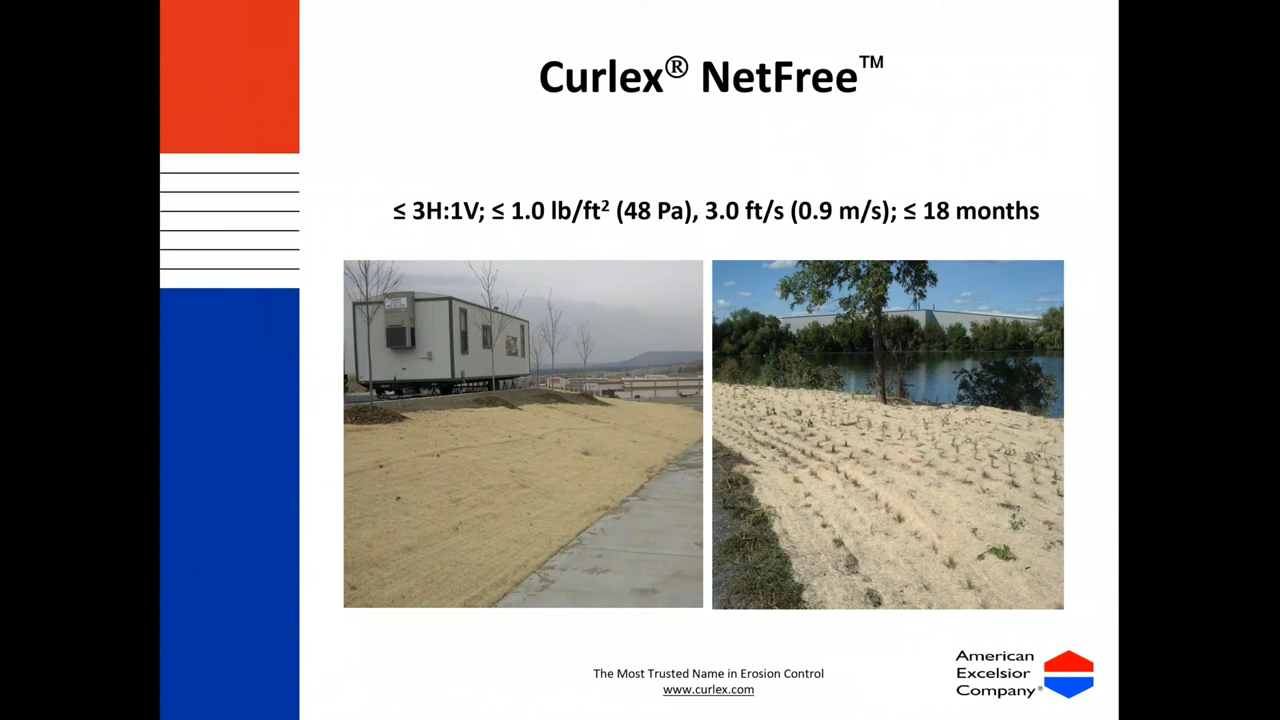 Curlex® NetFree™
≤ 3H:1V; ≤ 1.0 lb/ft² (48 Pa), 3.0 ft/s (0.9 m/s); ≤ 18 months
The Most Trusted Name in Erosion Control
www.curlex.com
American
Excelsior
Company®